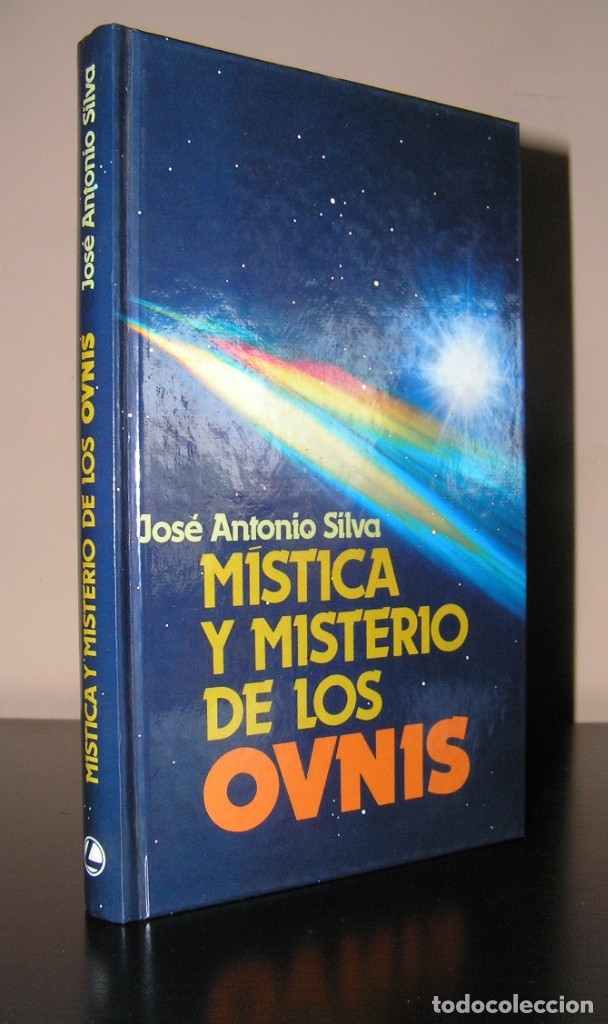 José Antonio Silva
MÍSTICA
Y MISTERIO
DE LOS
OVNIS
MÍSTICA Y MISTERIO DE LOS OVNIS José Antonio Silva
todocoleccion